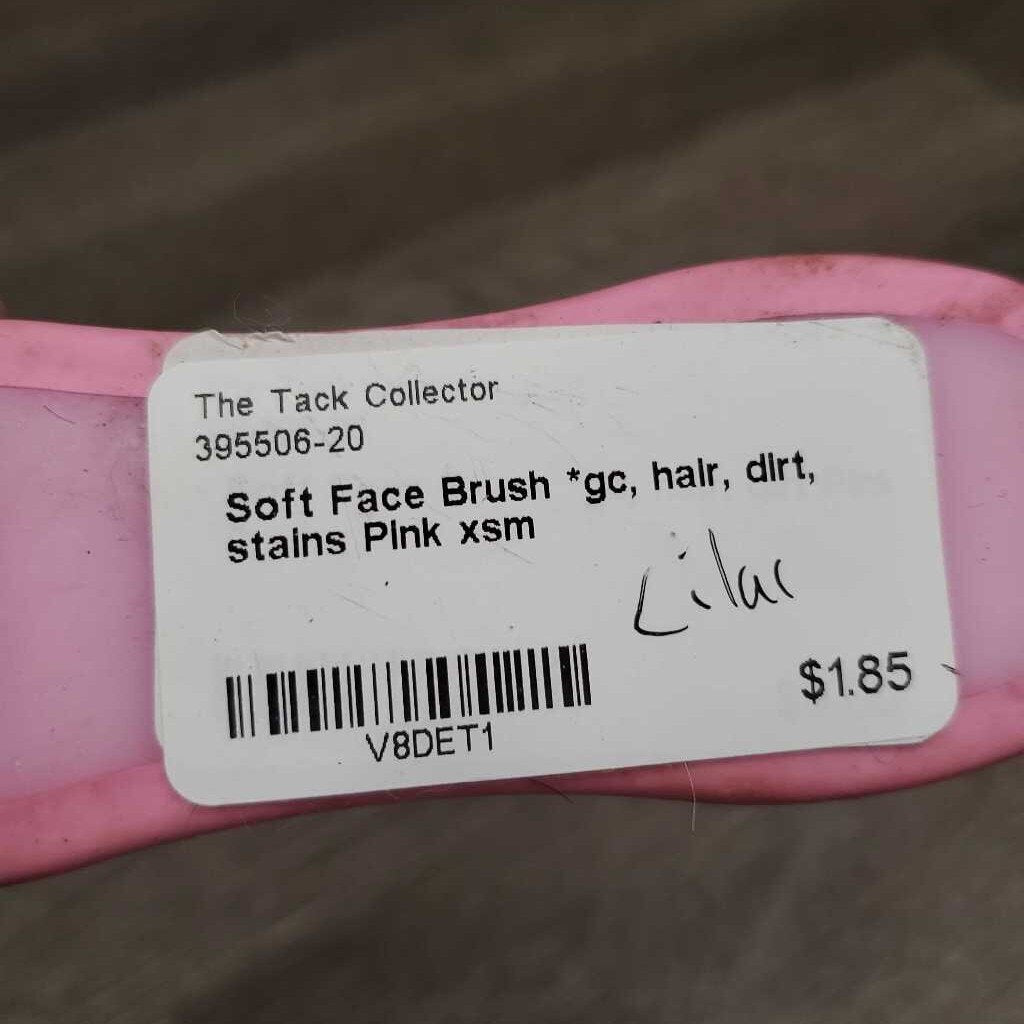 The Tack Collector
395506-20
Soft Face Brush *gc, hair, dirt,
stains Pink xsm
Lilac
$1.85
V8DET1